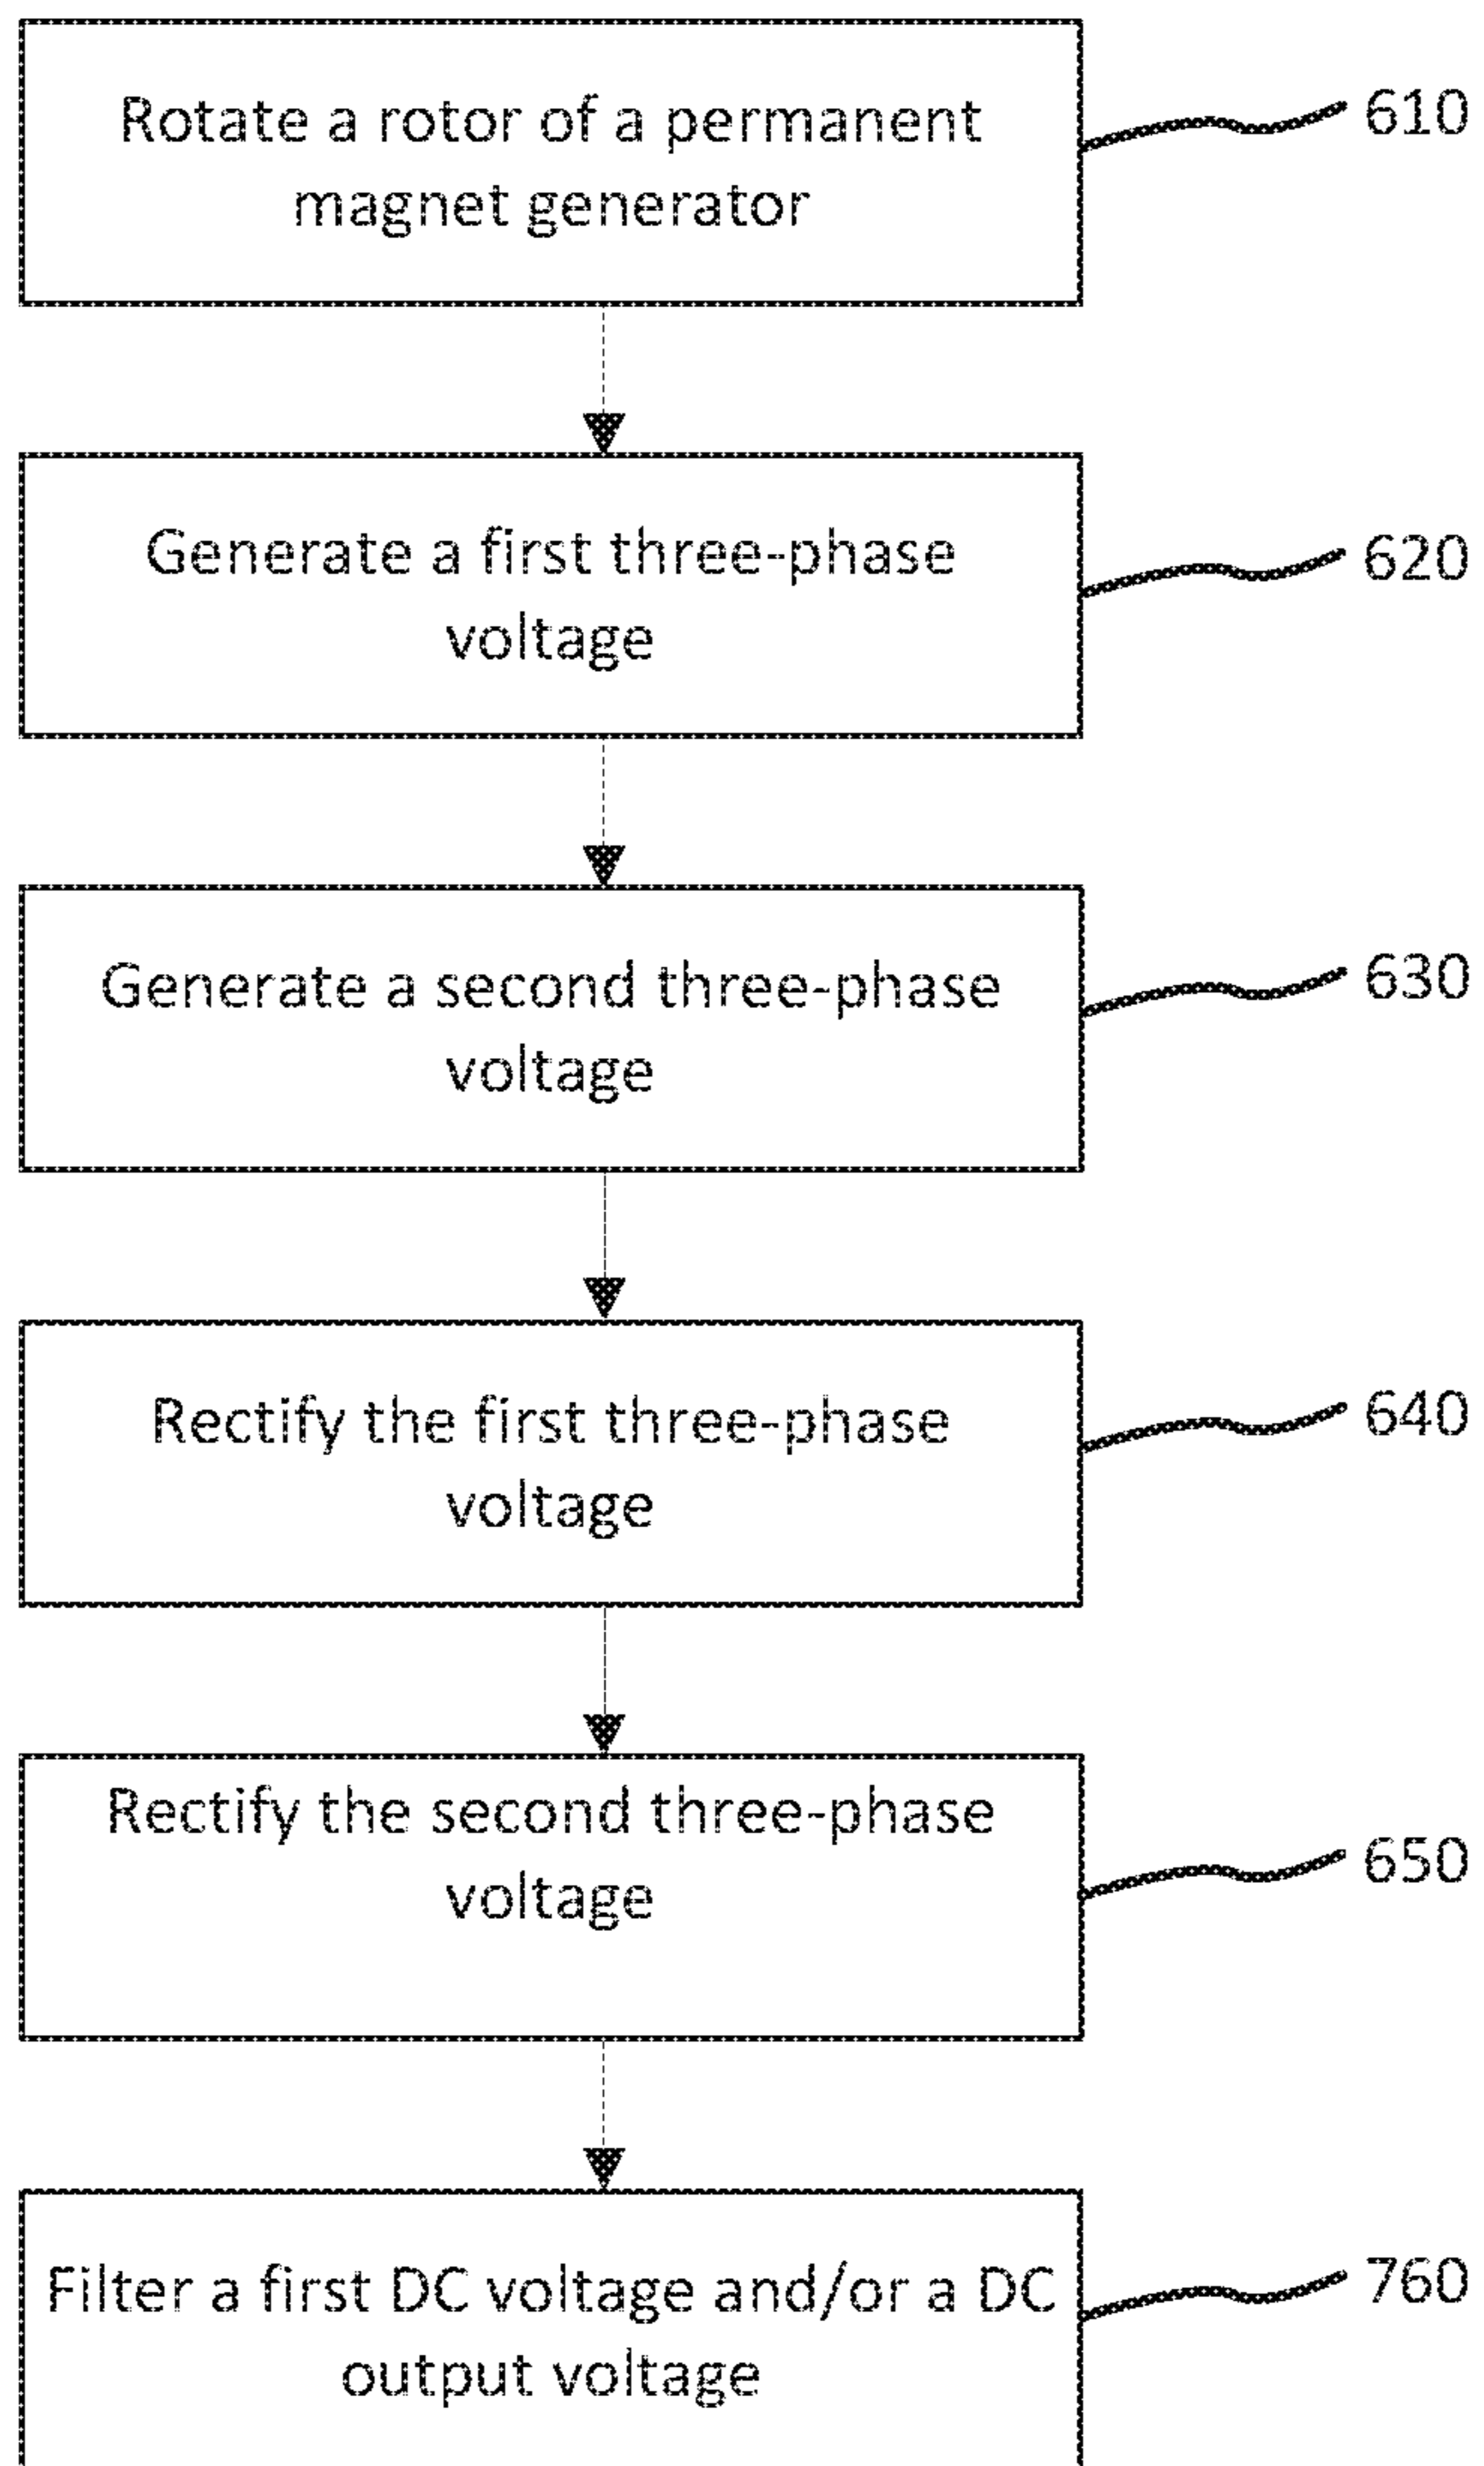 Rotate a rotor of a permanent
magnet generator
610
Generate a first three-phase
voltage
620
Generate a second three-phase
voltage
630
Rectify the first three-phase
voltage
640
Rectify the second three-phase
voltage
650
Filter a first DC voltage and/or a DC
output voltage
760